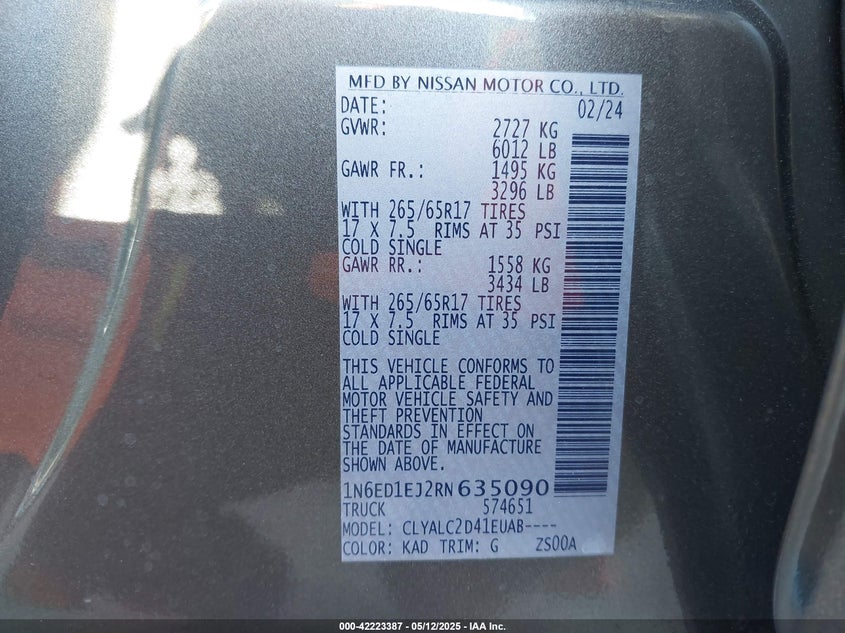 MFD BY NISSAN MOTOR CO., LTD.
DATE: 02/24
GVWR: 2727 KG
6012 LB
GAWR FR.: 1495 KG
3296 LB
WITH 265/65R17 TIRES
17 X 7.5 RIMS AT 35 PSI
COLD SINGLE
GAWR RR.: 1558 KG
3434 LB
WITH 265/65R17 TIRES
17 X 7.5 RIMS AT 35 PSI
COLD SINGLE
THIS VEHICLE CONFORMS TO
ALL APPLICABLE FEDERAL
MOTOR VEHICLE SAFETY AND
THEFT PREVENTION
STANDARDS IN EFFECT ON
THE DATE OF MANUFACTURE
SHOWN ABOVE.
1N6ED1EJ2RN635090
TRUCK 574651
MODEL: CLYALC2D41EUAB----
COLOR: KAD TRIM: G ZS00A
000-42223387 - 05/12/2025 - IAA Inc.